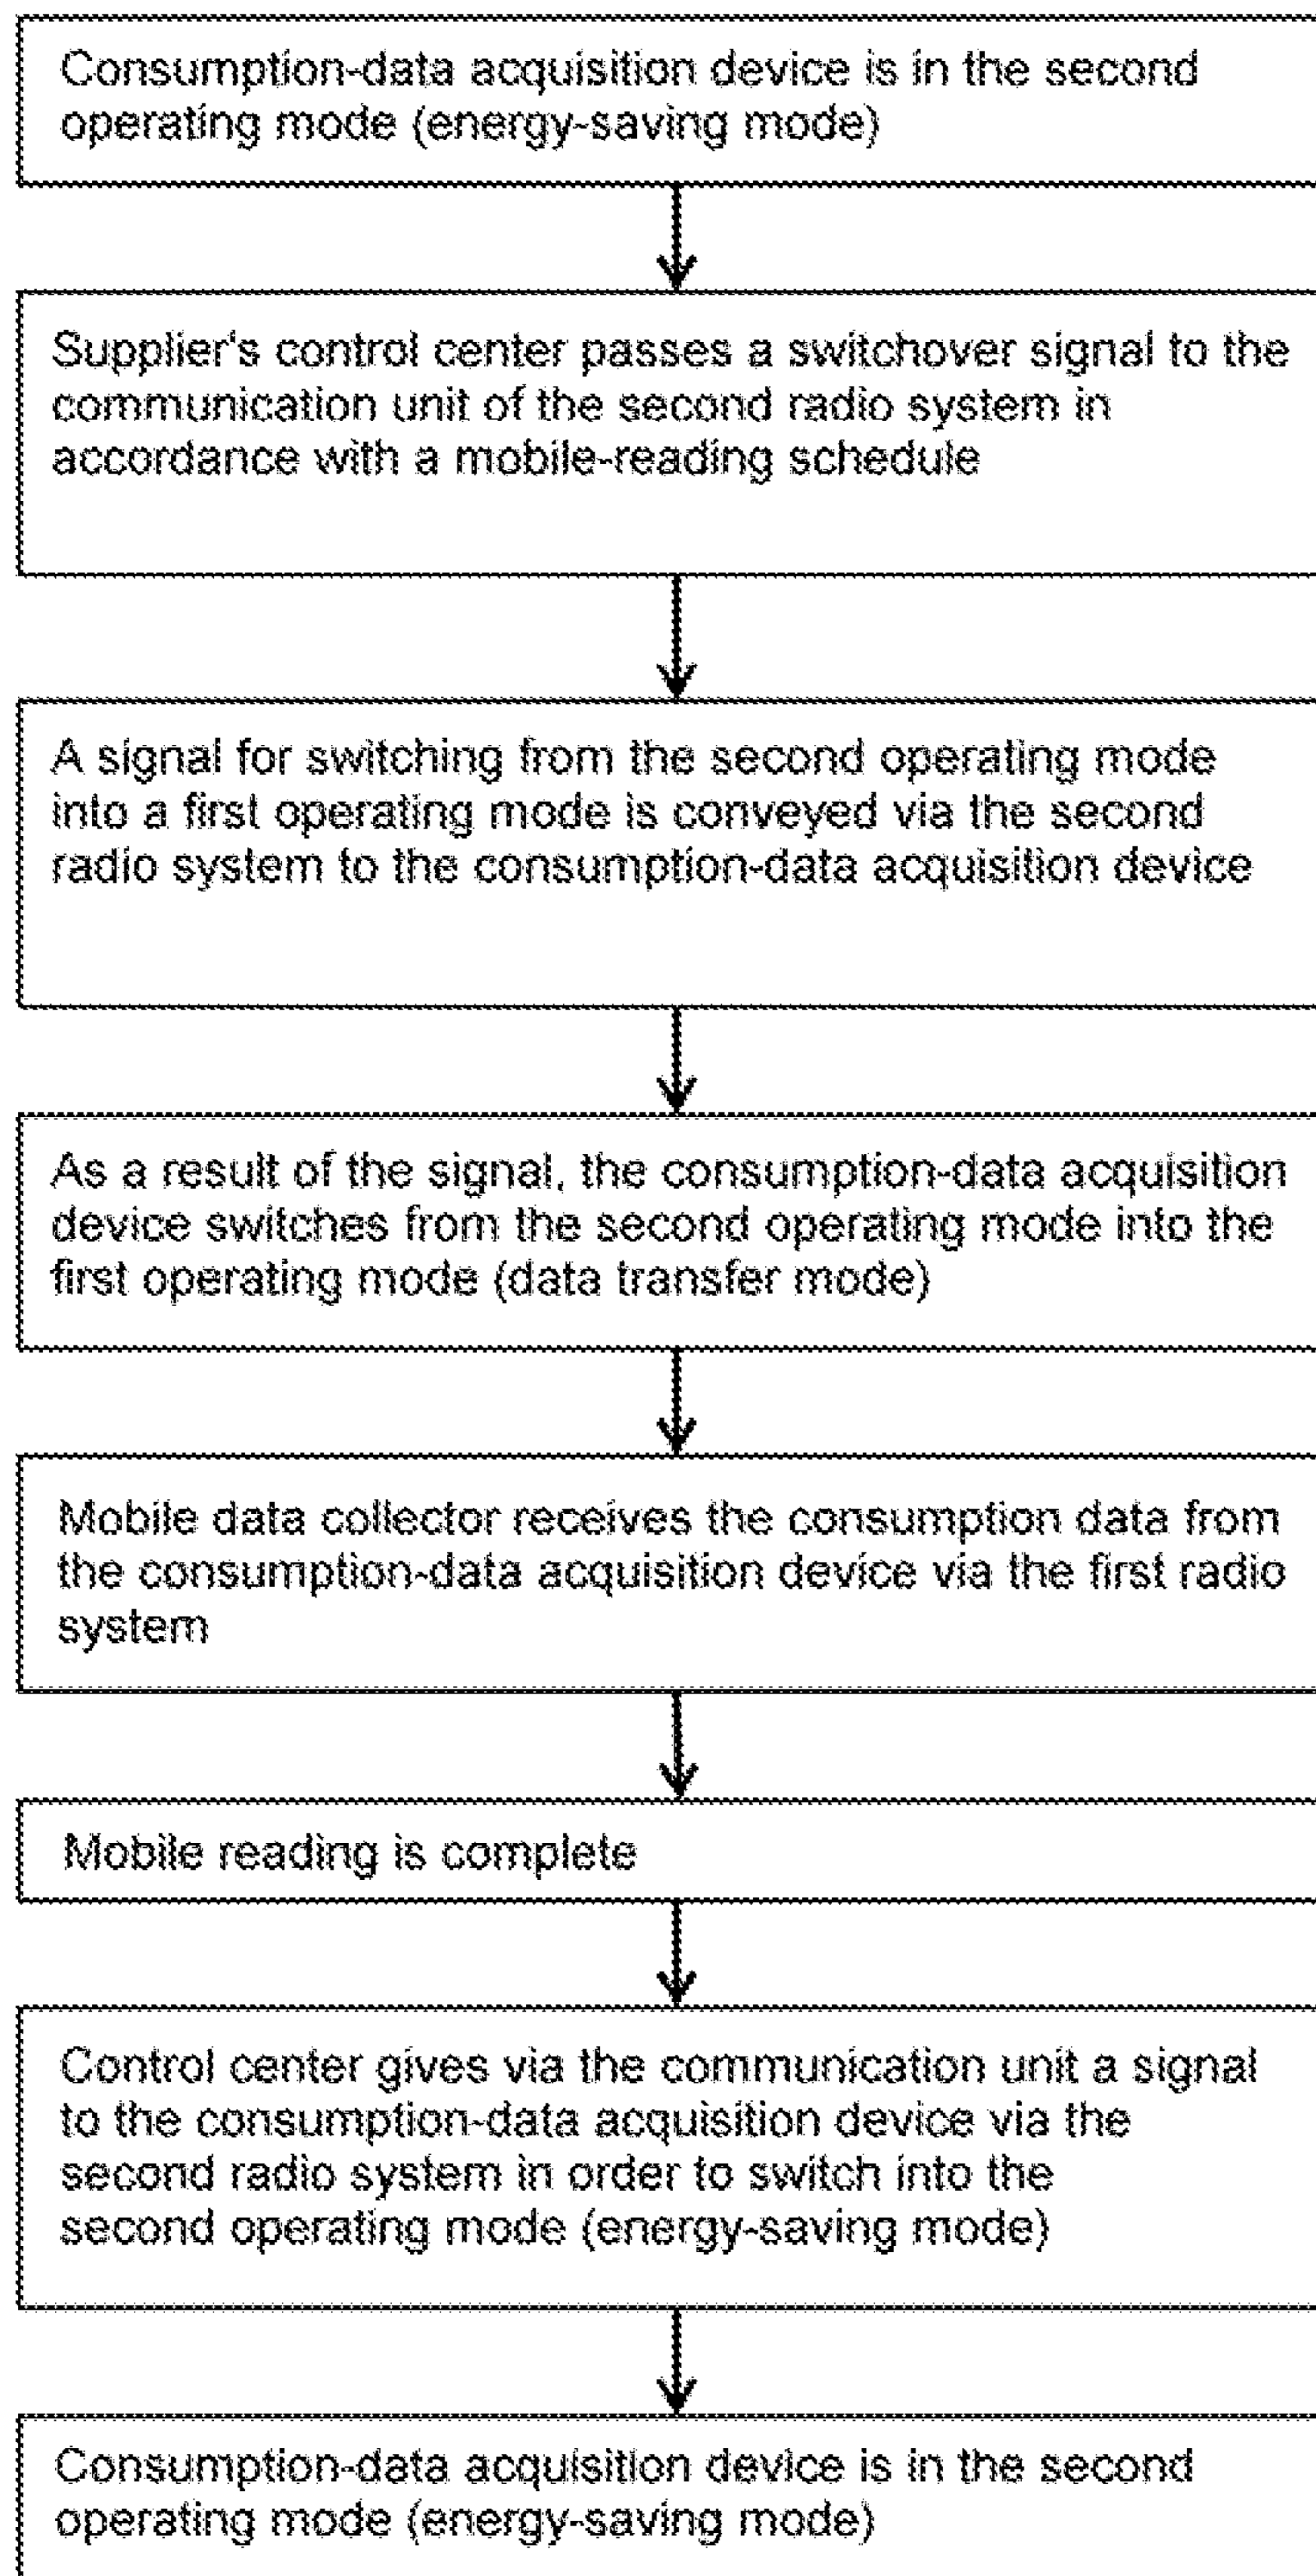 Consumption-data acquisition device is in the second
operating mode (energy-saving mode)
Supplier's control center passes a switchover signal to the
communication unit of the second radio system in
accordance with a mobile-reading schedule
A signal for switching from the second operating mode
into a first operating mode is conveyed via the second
radio system to the consumption-data acquisition device
As a result of the signal, the consumption-data acquisition
device switches from the second operating mode into the
first operating mode (data transfer mode)
Mobile data collector receives the consumption data from
the consumption-data acquisition device via the first radio
system
Mobile reading is complete
Control center gives via the communication unit a signal
to the consumption-data acquisition device via the
second radio system in order to switch into the
second operating mode (energy-saving mode)
Consumption-data acquisition device is in the second
operating mode (energy-saving mode)